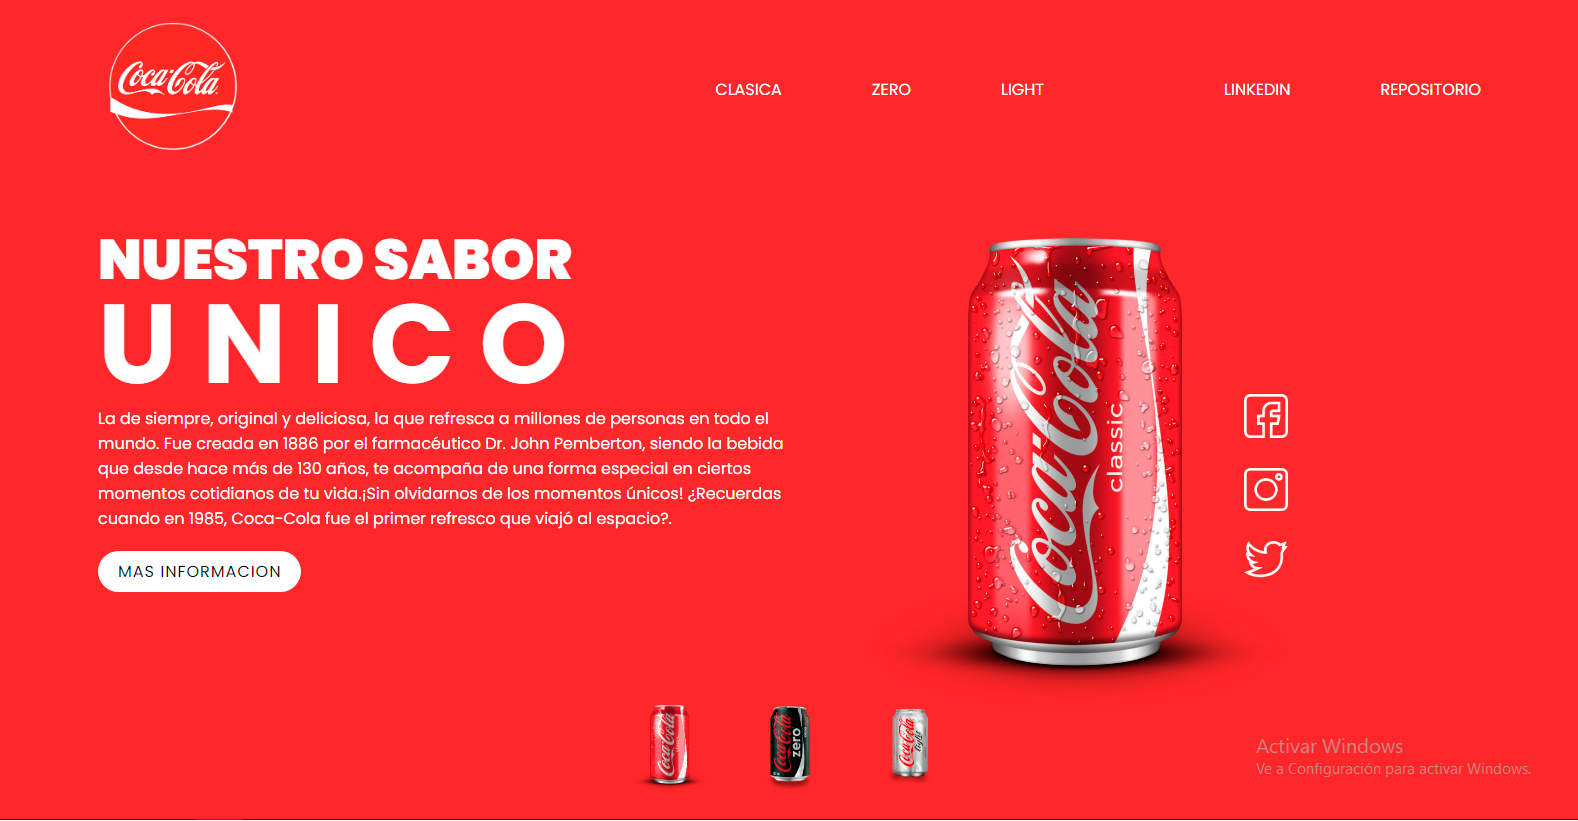 Coca-Cola
CLASICA ZERO LIGHT LINKEDIN REPOSITORIO
NUESTRO SABOR
UNICO
La de siempre, original y deliciosa, la que refresca a millones de personas en todo el
mundo. Fue creada en 1886 por el farmacéutico Dr. John Pemberton, siendo la bebida
que desde hace más de 130 años, te acompaña de una forma especial en ciertos
momentos cotidianos de tu vida.¡Sin olvidarnos de los momentos únicos! ¿Recuerdas
cuando en 1985, Coca-Cola fue el primer refresco que viajó al espacio?.
MAS INFORMACION
Coca-Cola
classic
Coca-Cola
Coca-Cola
zero
Coca-Cola
light
Activar Windows
Ve a Configuración para activar Windows.